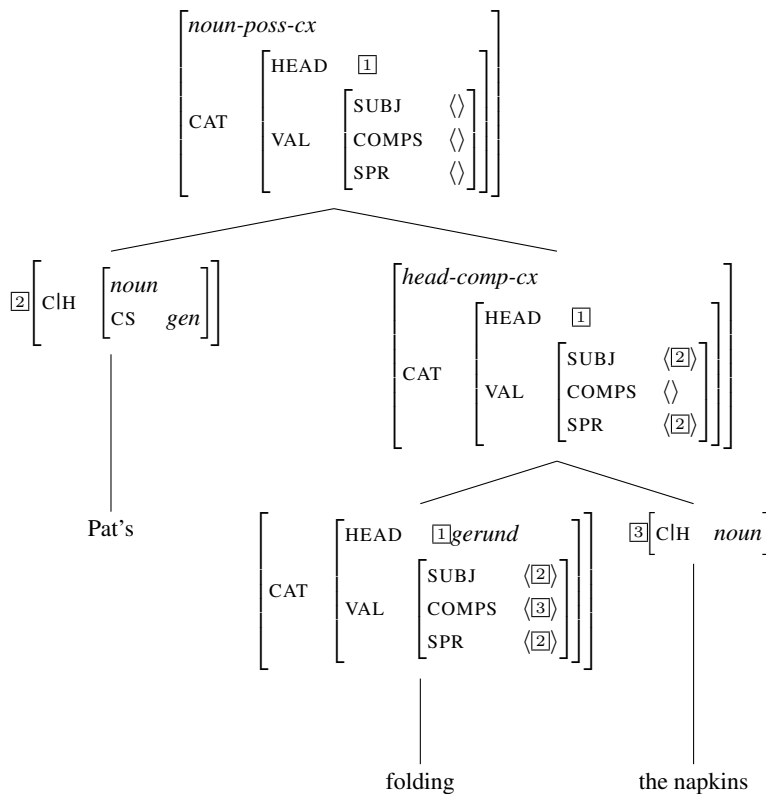 noun-poss-cx
HEAD 1
CAT
VAL
SUBJ ⟨⟩
COMPS ⟨⟩
SPR ⟨⟩
2 C|H
noun
CS gen
head-comp-cx
HEAD 1
CAT
VAL
SUBJ ⟨2⟩
COMPS ⟨⟩
SPR ⟨2⟩
Pat's
HEAD 1 gerund
CAT
VAL
SUBJ ⟨2⟩
COMPS ⟨3⟩
SPR ⟨2⟩
3 C|H noun
folding
the napkins